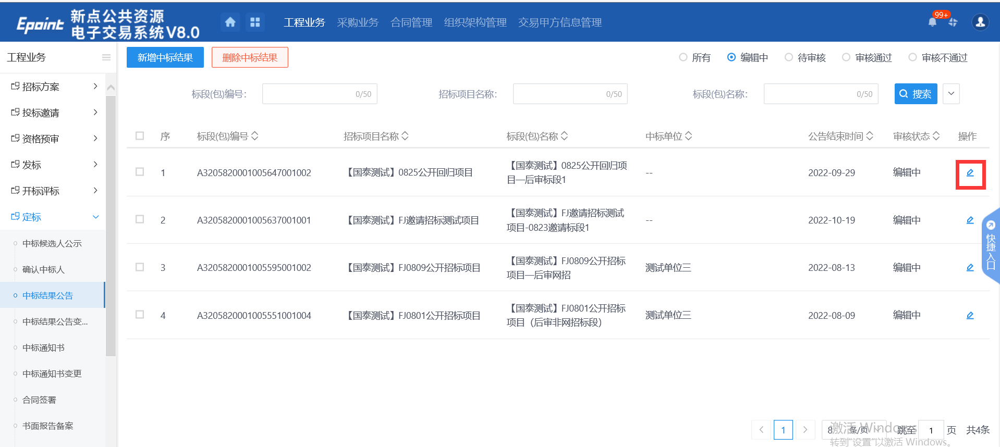 Epoint 新点公共资源
电子交易系统 V8.0
工程业务 采购业务 合同管理 组织架构管理 交易甲方信息管理
99+
工程业务
招标方案
投标邀请
资格预审
发标
开标评标
定标
中标候选人公示
确认中标人
中标结果公告
中标结果公告变...
中标通知书
中标通知书变更
合同签署
书面报告备案
新增中标结果 删除中标结果
所有 编辑中 待审核 审核通过 审核不通过
标段(包)编号: 0/50 招标项目名称: 0/50 标段(包)名称: 0/50 搜索
序 标段(包)编号 招标项目名称 标段(包)名称 中标单位 公告结束时间 审核状态 操作
1 A3205820001005647001002 【国泰测试】0825公开回归项目 【国泰测试】0825公开回归项
目—后审标段1 -- 2022-09-29 编辑中
2 A3205820001005637001001 【国泰测试】FJ邀请招标测试项目 【国泰测试】FJ邀请招标测试
项目-0823邀请标段1 -- 2022-10-19 编辑中
3 A3205820001005595001002 【国泰测试】FJ0809公开招标项目 【国泰测试】FJ0809公开招标
项目—后审网招 测试单位三 2022-08-13 编辑中
4 A3205820001005551001004 【国泰测试】FJ0801公开招标项目 【国泰测试】FJ0801公开招标
项目（后审非网招标段） 测试单位三 2022-08-09 编辑中
快捷入口
1 8 条/页 跳至 1 页 共4条
激活 Windows
转到"设置"以激活 Windows。